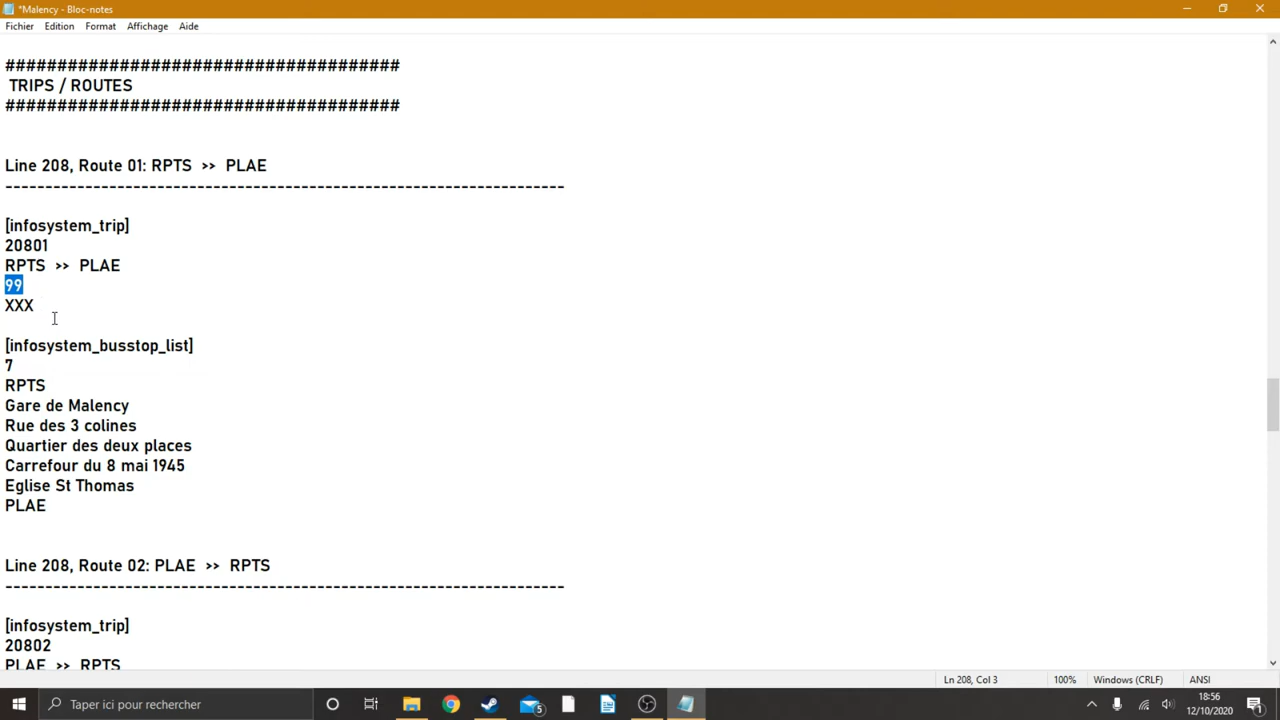 *Malency - Bloc-notes
Fichier Edition Format Affichage Aide
######################################
TRIPS / ROUTES
######################################
Line 208, Route 01: RPTS >> PLAE
----------------------------------------------------------------------
[infosystem_trip]
20801
RPTS >> PLAE
99
XXX
[infosystem_busstop_list]
7
RPTS
Gare de Malency
Rue des 3 colines
Quartier des deux places
Carrefour du 8 mai 1945
Eglise St Thomas
PLAE
Line 208, Route 02: PLAE >> RPTS
----------------------------------------------------------------------
[infosystem_trip]
20802
PLAE >> RPTS
Ln 208, Col 3 100% Windows (CRLF) ANSI
Taper ici pour rechercher
5
18:56
12/10/2020
1